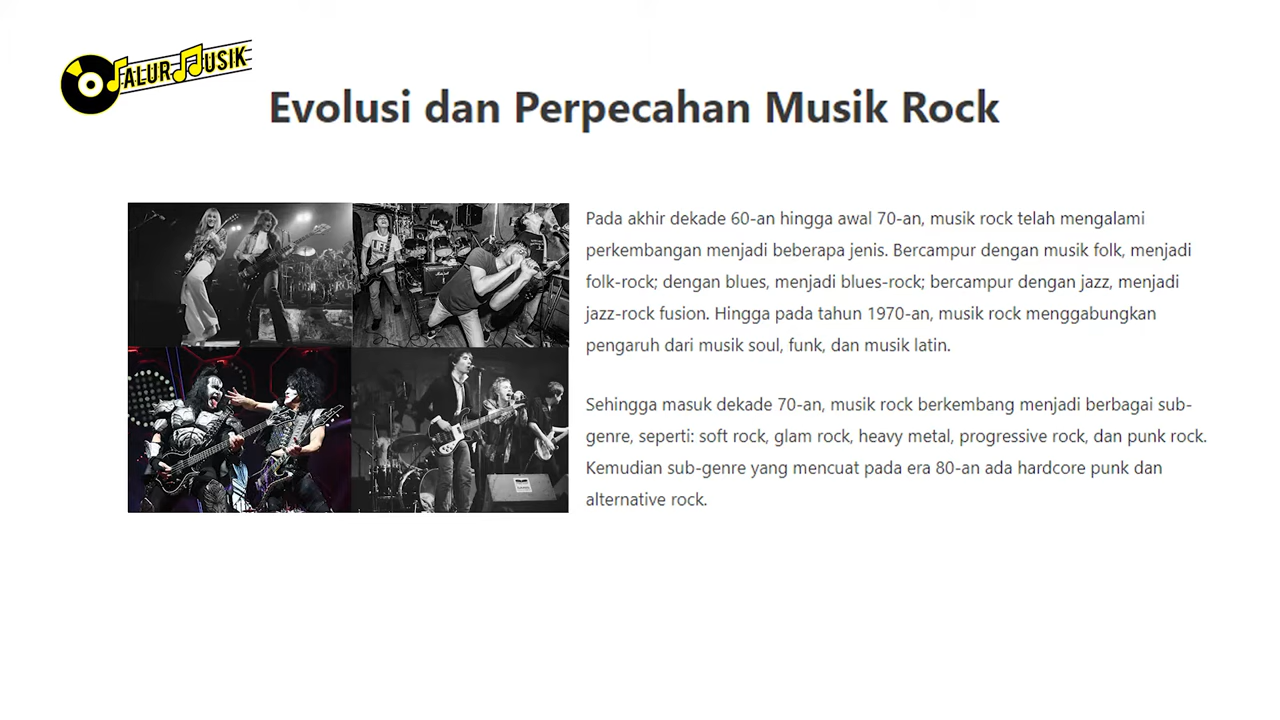 JALUR MUSIK
Evolusi dan Perpecahan Musik Rock
Pada akhir dekade 60-an hingga awal 70-an, musik rock telah mengalami
perkembangan menjadi beberapa jenis. Bercampur dengan musik folk, menjadi
folk-rock; dengan blues, menjadi blues-rock; bercampur dengan jazz, menjadi
jazz-rock fusion. Hingga pada tahun 1970-an, musik rock menggabungkan
pengaruh dari musik soul, funk, dan musik latin.
Sehingga masuk dekade 70-an, musik rock berkembang menjadi berbagai sub-
genre, seperti: soft rock, glam rock, heavy metal, progressive rock, dan punk rock.
Kemudian sub-genre yang mencuat pada era 80-an ada hardcore punk dan
alternative rock.